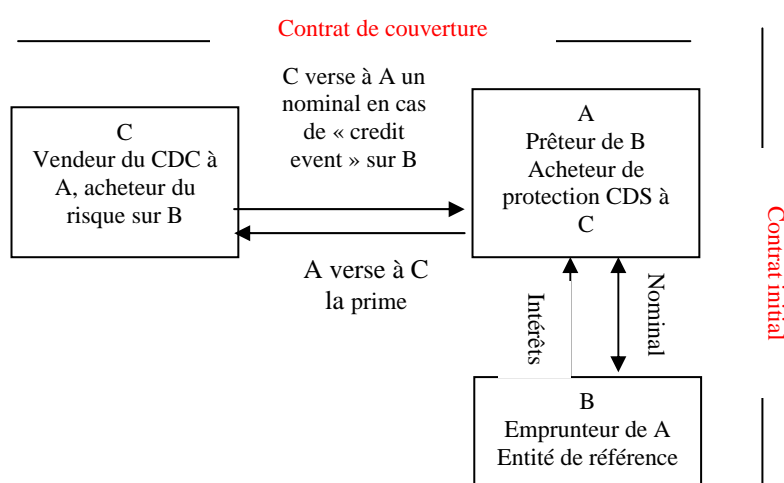 Contrat de couverture
C verse à A un
nominal en cas
de « credit
event » sur B
C
Vendeur du CDC à
A, acheteur du
risque sur B
A
Prêteur de B
Acheteur de
protection CDS à
C
A verse à C
la prime
Intérêts
Nominal
Contrat initial
B
Emprunteur de A
Entité de référence